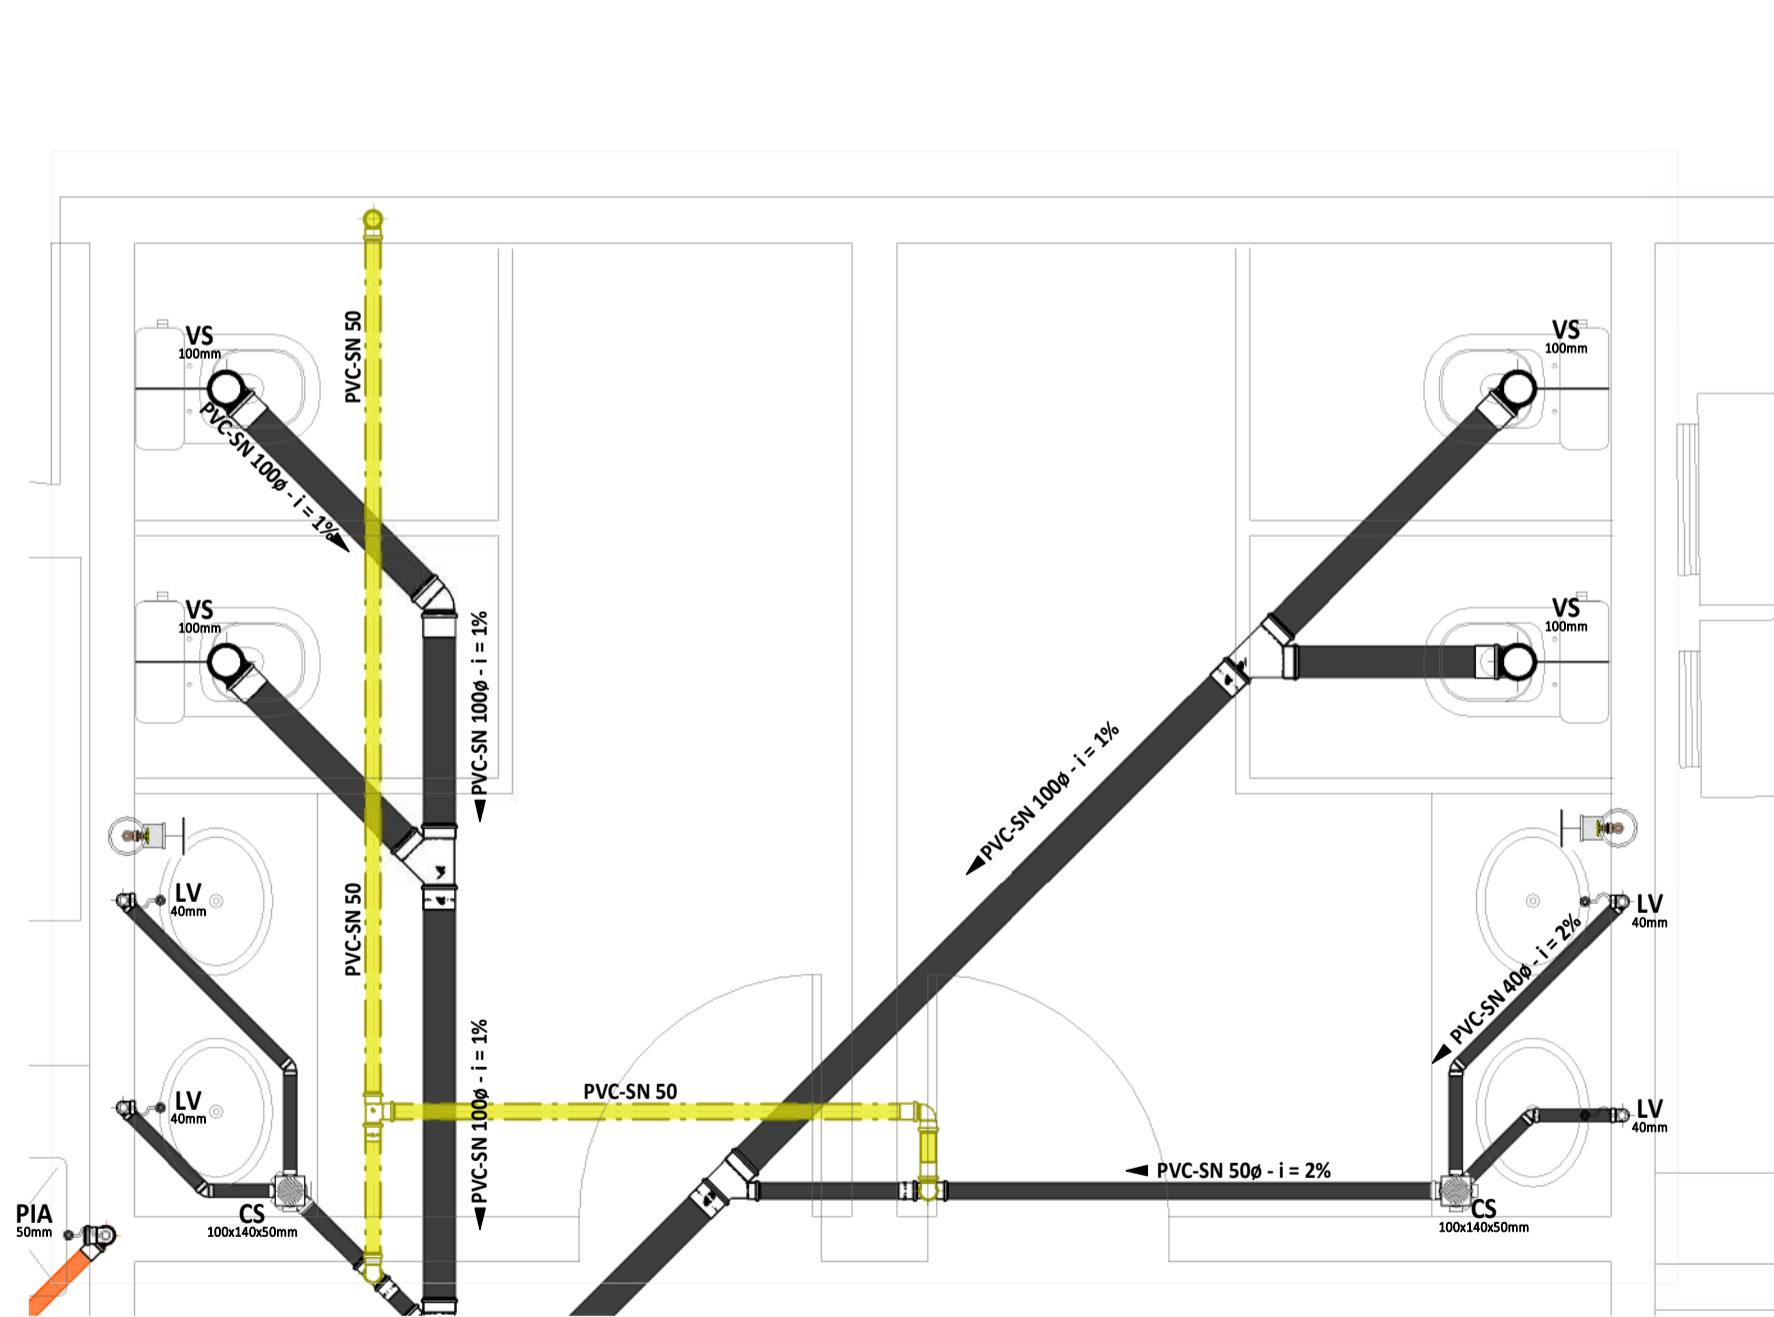 VS
100mm
PVC-SN 50
VS
100mm
PVC-SN 100ø - i = 1%
VS
100mm
VS
100mm
PVC-SN 100ø - i = 1%
PVC-SN 100ø - i = 1%
LV
40mm
PVC-SN 50
LV
40mm
PVC-SN 40ø - i = 2%
PVC-SN 50
PVC-SN 100ø - i = 1%
LV
40mm
LV
40mm
PVC-SN 50ø - i = 2%
PIA
50mm
CS
100x140x50mm
CS
100x140x50mm